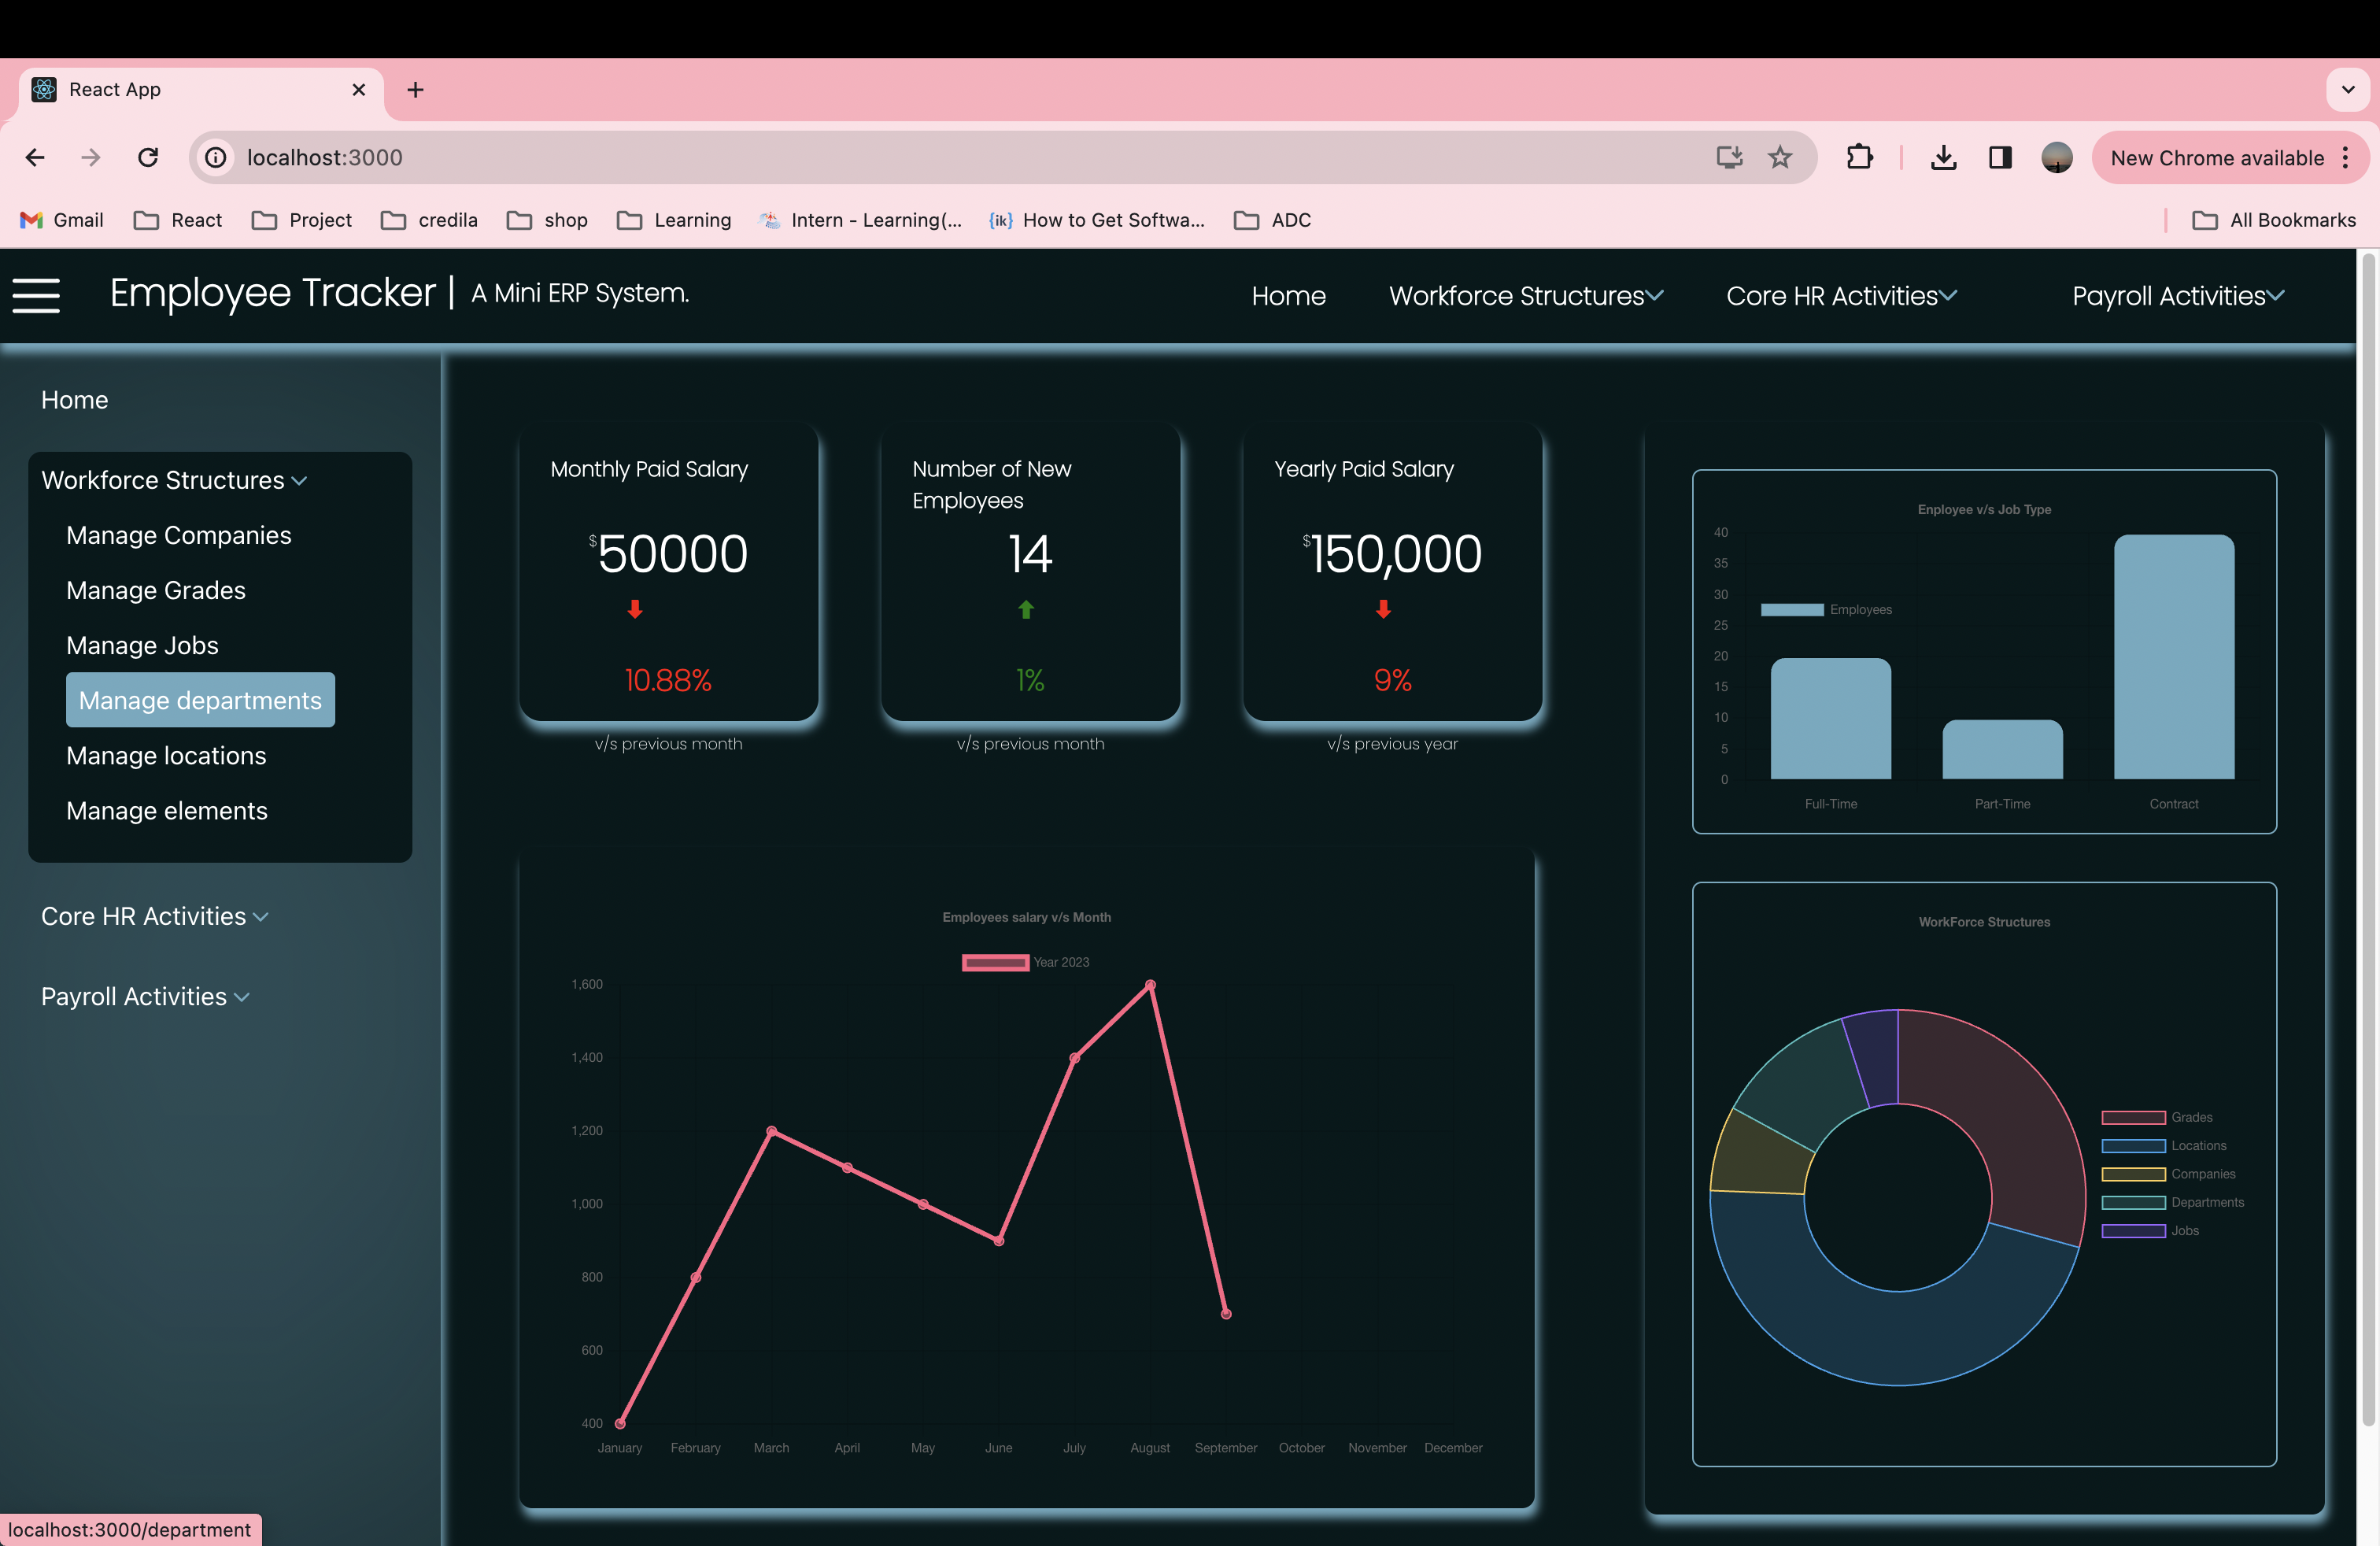 React App
localhost:3000
New Chrome available
Gmail React Project credila shop Learning Intern - Learning(... {ik} How to Get Softwa... ADC All Bookmarks
Employee Tracker | A Mini ERP System.
Home Workforce Structures Core HR Activities Payroll Activities
Home
Workforce Structures
Manage Companies
Manage Grades
Manage Jobs
Manage departments
Manage locations
Manage elements
Core HR Activities
Payroll Activities
Monthly Paid Salary
$50000
10.88%
v/s previous month
Number of New
Employees
14
1%
v/s previous month
Yearly Paid Salary
$150,000
9%
v/s previous year
Enployee v/s Job Type
Employees
40
35
30
25
20
15
10
5
0
Full-Time Part-Time Contract
Employees salary v/s Month
Year 2023
1,600
1,400
1,200
1,000
800
600
400
January February March April May June July August September October November December
WorkForce Structures
Grades
Locations
Companies
Departments
Jobs
localhost:3000/department